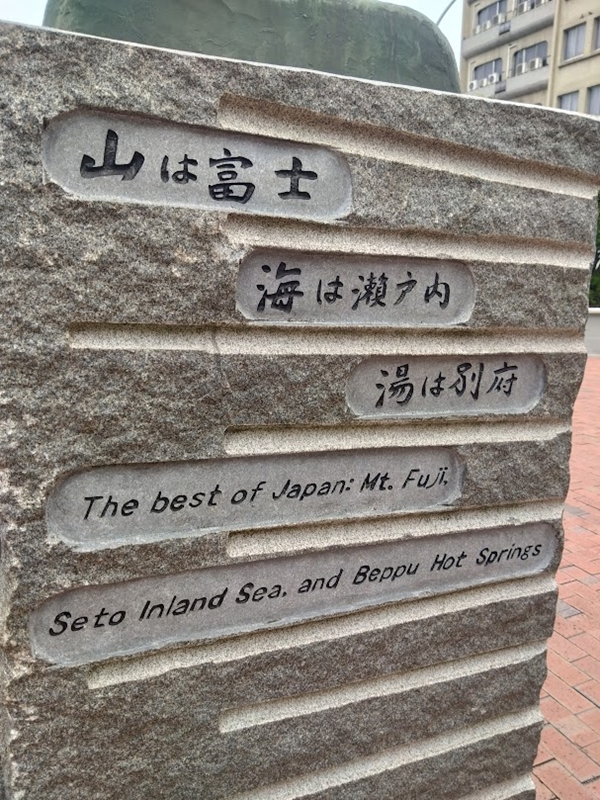 山は富士
海は瀬戸内
湯は別府
The best of Japan: Mt. Fuji,
Seto Inland Sea, and Beppu Hot Springs